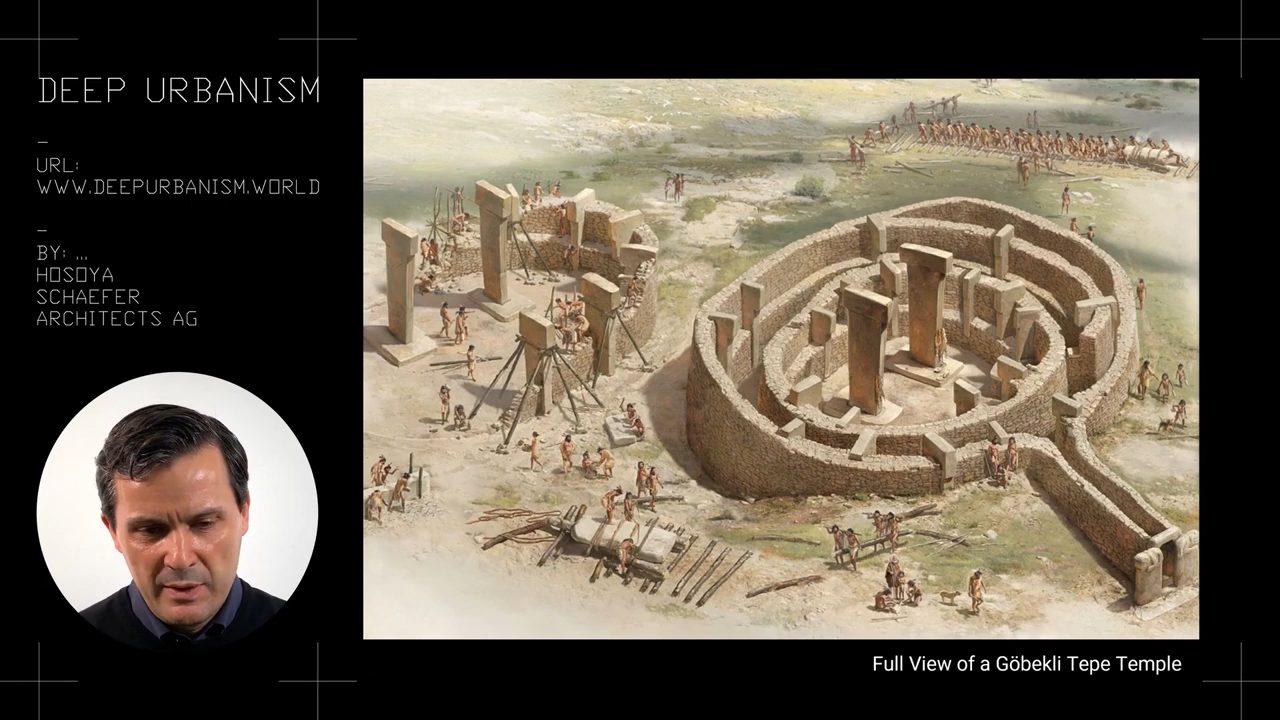 DEEP URBANISM
–
URL:
WWW.DEEPURBANISM.WORLD
–
BY: ...
HOSOYA
SCHAEFER
ARCHITECTS AG
Full View of a Göbekli Tepe Temple